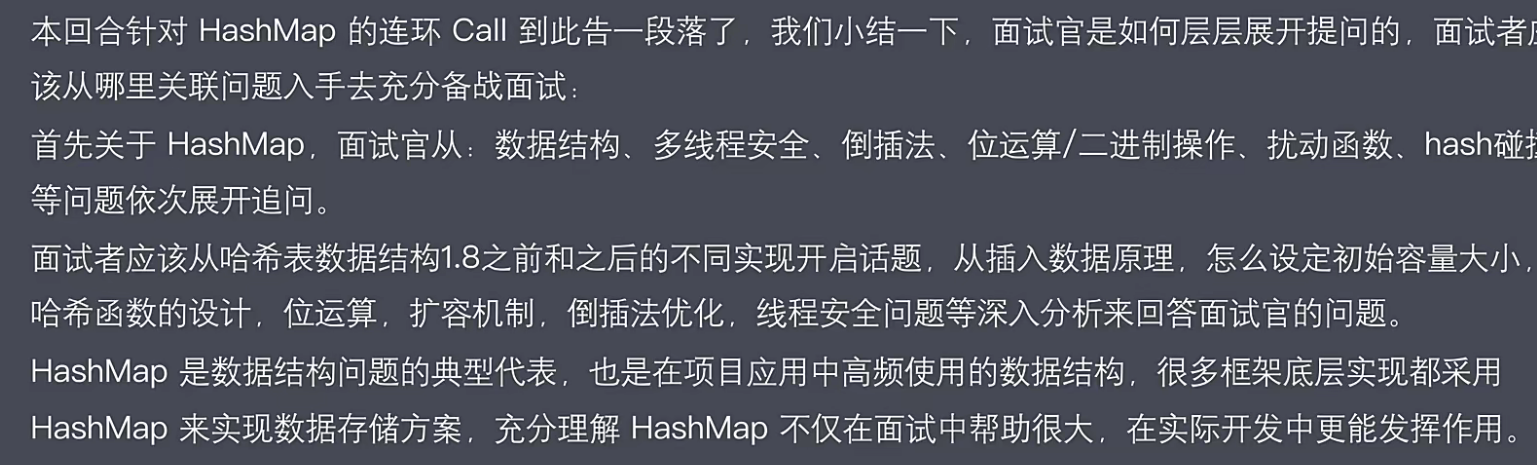 本回合针对 HashMap 的连环 Call 到此告一段落了，我们小结一下，面试官是如何层层展开提问的，面试者
该从哪里关联问题入手去充分备战面试：
首先关于 HashMap，面试官从：数据结构、多线程安全、倒插法、位运算/二进制操作、扰动函数、hash碰
等问题依次展开追问。
面试者应该从哈希表数据结构1.8之前和之后的不同实现开启话题，从插入数据原理，怎么设定初始容量大小，
哈希函数的设计，位运算，扩容机制，倒插法优化，线程安全问题等深入分析来回答面试官的问题。
HashMap 是数据结构问题的典型代表，也是在项目应用中高频使用的数据结构，很多框架底层实现都采用
HashMap 来实现数据存储方案，充分理解 HashMap 不仅在面试中帮助很大，在实际开发中更能发挥作用。